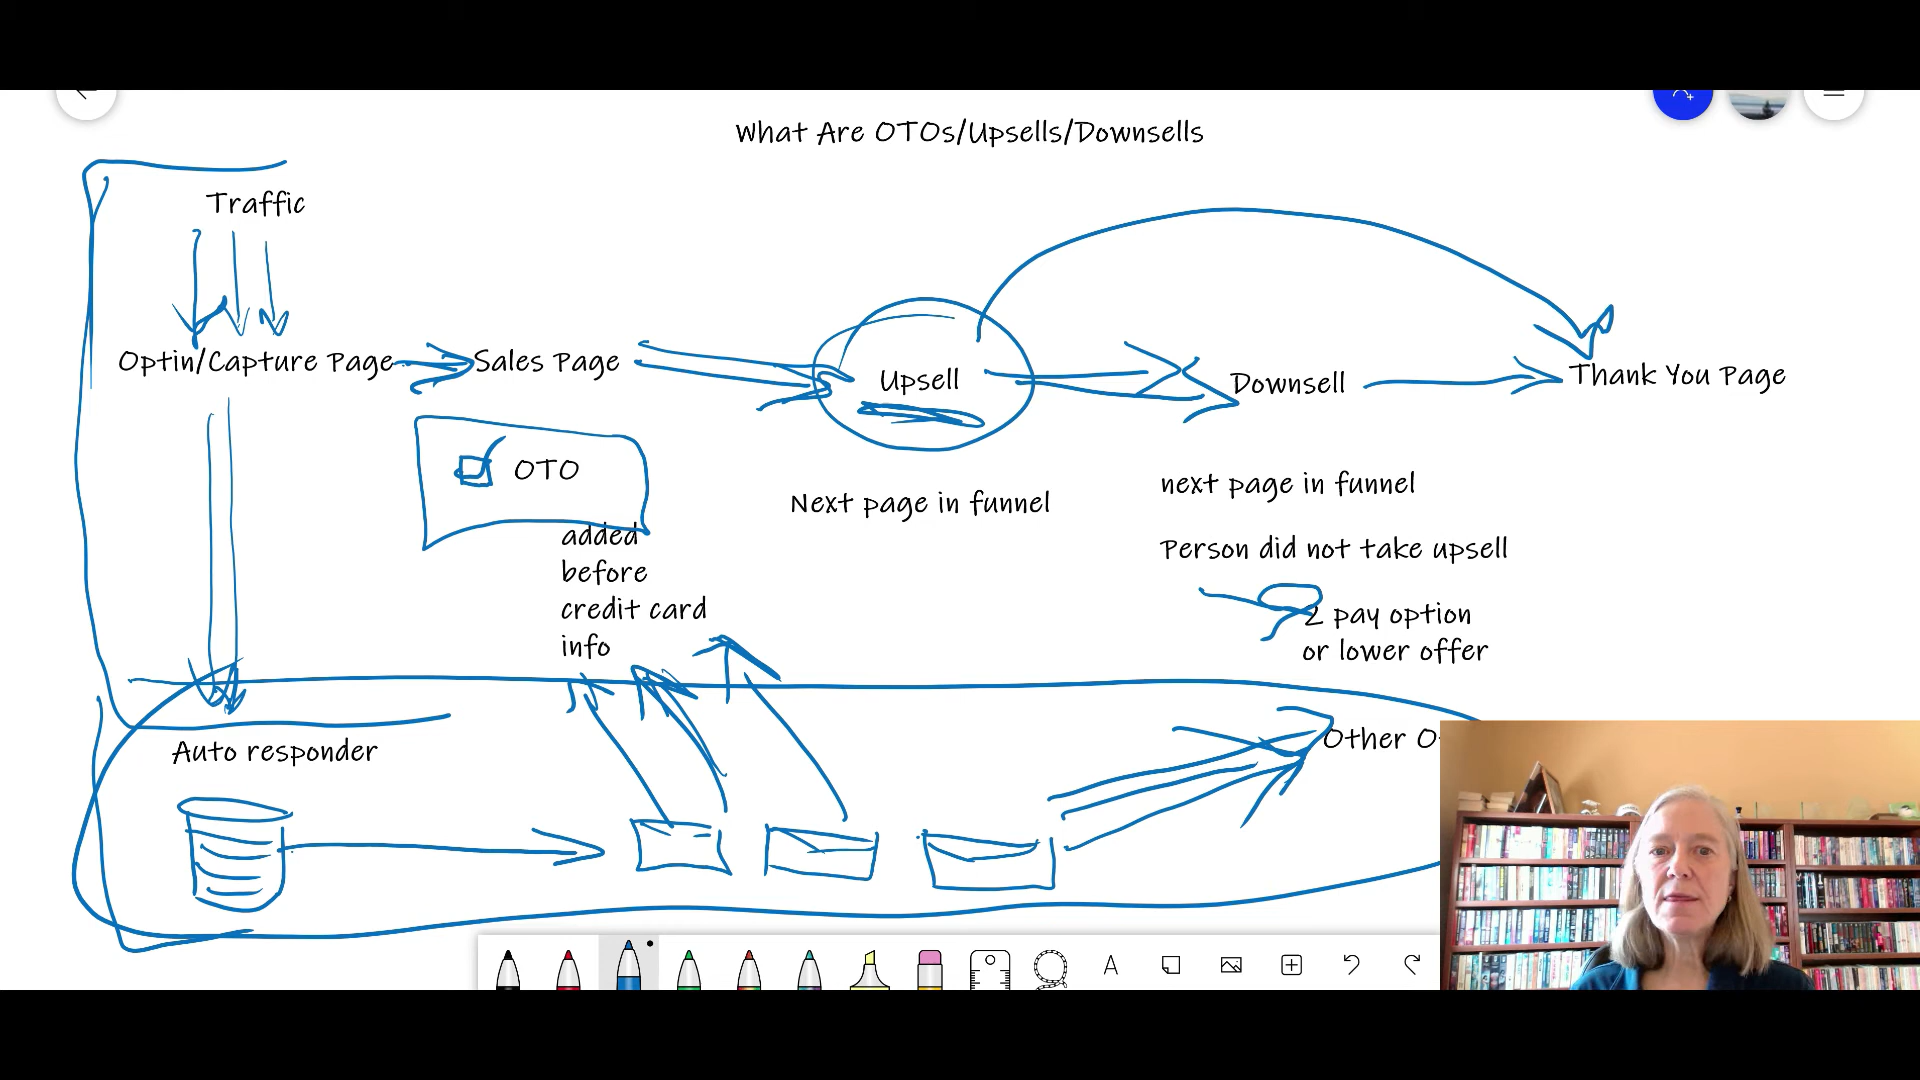 What Are OTOs/Upsells/Downsells
Traffic
Optin/Capture Page
Sales Page
Upsell
Downsell
Thank You Page
OTO
added
before
credit card
info
Next page in funnel
next page in funnel
Person did not take upsell
2 pay option
or lower offer
Auto responder
Other